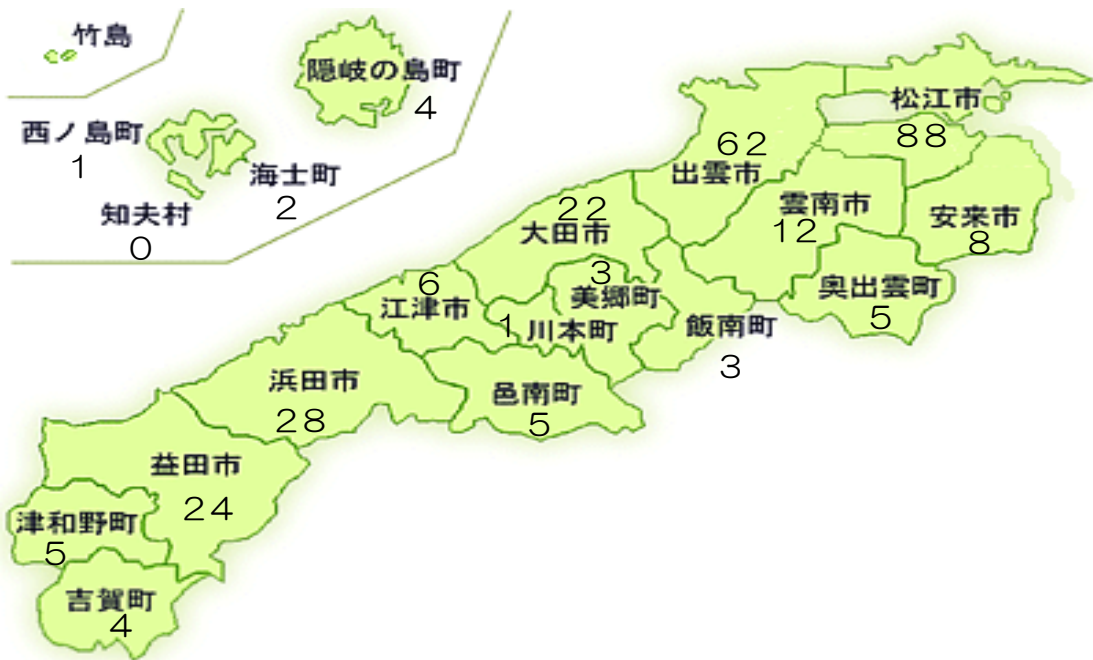 竹島
隠岐の島町
4
西ノ島町
1
海士町
2
知夫村
0
松江市
88
62
出雲市
雲南市
12
安来市
8
22
大田市
奥出雲町
5
3
美郷町
6
江津市
1
川本町
飯南町
3
浜田市
28
邑南町
5
益田市
24
津和野町
5
吉賀町
4